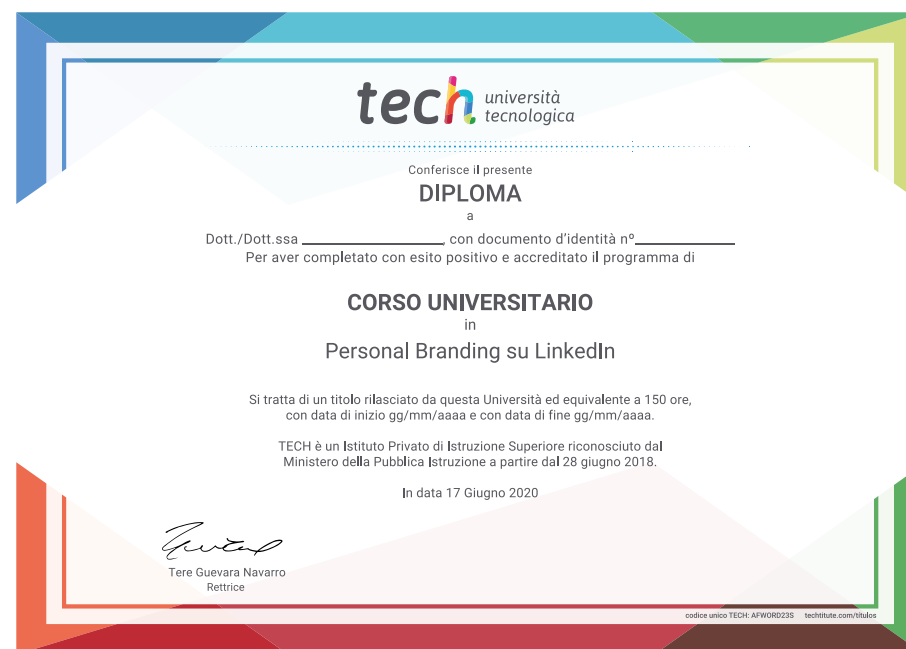 tech università
tecnologica
Conferisce il presente
DIPLOMA
a
Dott./Dott.ssa ____________________, con documento d'identità nº______________
Per aver completato con esito positivo e accreditato il programma di
CORSO UNIVERSITARIO
in
Personal Branding su LinkedIn
Si tratta di un titolo rilasciato da questa Università ed equivalente a 150 ore,
con data di inizio gg/mm/aaaa e con data di fine gg/mm/aaaa.
TECH è un Istituto Privato di Istruzione Superiore riconosciuto dal
Ministero della Pubblica Istruzione a partire dal 28 giugno 2018.
In data 17 Giugno 2020
Tere Guevara Navarro
Rettrice
codice unico TECH: AFWORD23S techtitute.com/titulos